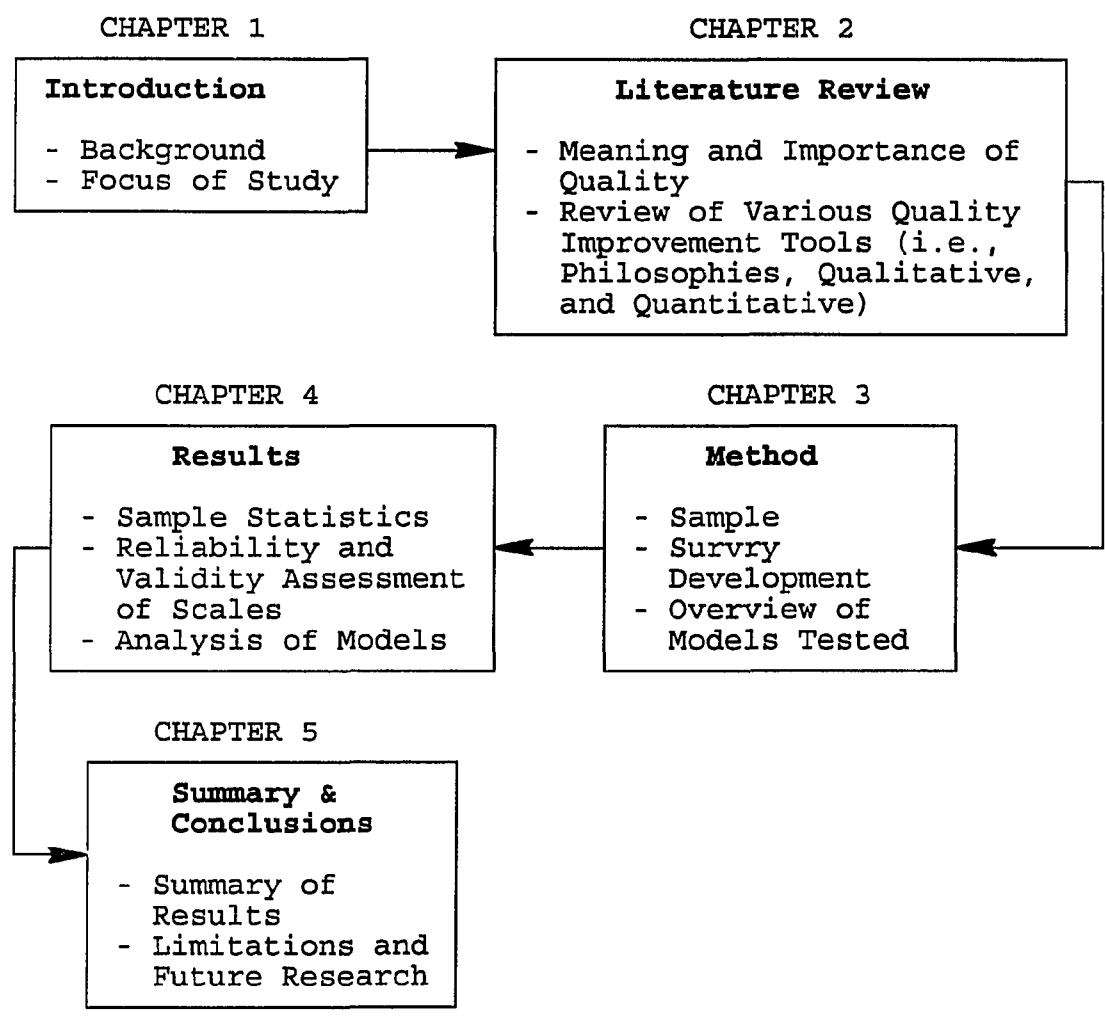 CHAPTER 1
Introduction
- Background
- Focus of Study
CHAPTER 2
Literature Review
- Meaning and Importance of
Quality
- Review of Various Quality
Improvement Tools (i.e.,
Philosophies, Qualitative,
and Quantitative)
CHAPTER 3
Method
- Sample
- Survry
Development
- Overview of
Models Tested
CHAPTER 4
Results
- Sample Statistics
- Reliability and
Validity Assessment
of Scales
- Analysis of Models
CHAPTER 5
Summary &
Conclusions
- Summary of
Results
- Limitations and
Future Research